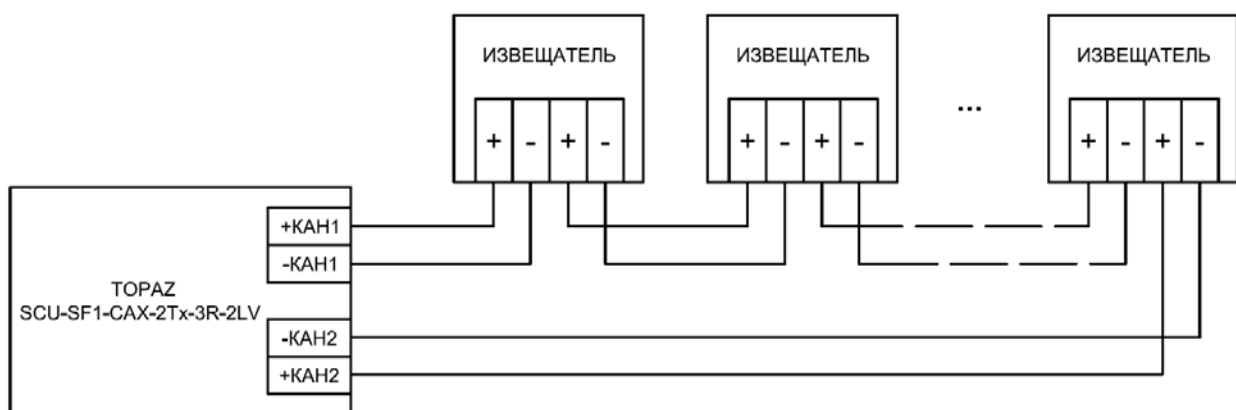 ИЗВЕЩАТЕЛЬ
+ - + -
ИЗВЕЩАТЕЛЬ
+ - + -
...
ИЗВЕЩАТЕЛЬ
+ - + -
TOPAZ
SCU-SF1-CAX-2Tx-3R-2LV
+КАН1
-КАН1
-КАН2
+КАН2